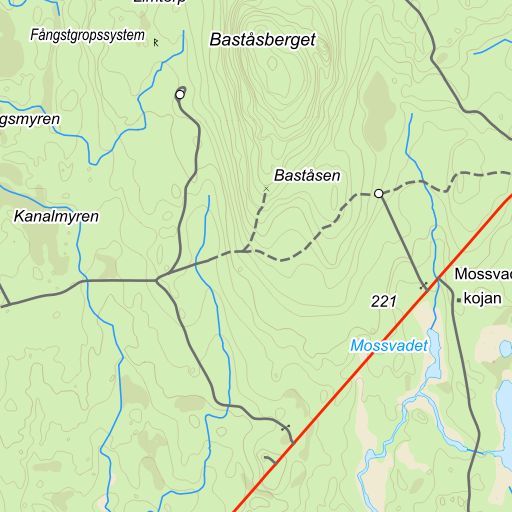 Fångstgropssystem
R
Baståsberget
gsmyren
Baståsen
Kanalmyren
Mossvad
kojan
221
Mossvadet